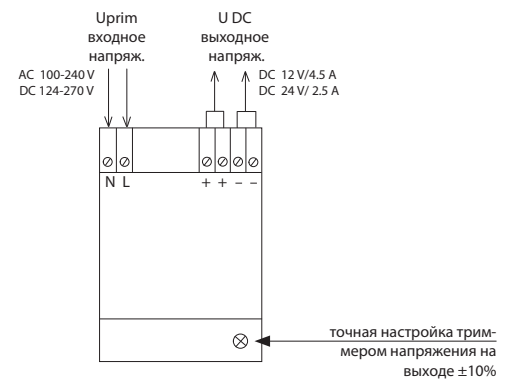 Uprim
входное
напряж.
AC 100-240 V
DC 124-270 V
U DC
выходное
напряж.
DC 12 V/4.5 A
DC 24 V/ 2.5 A
N L
+ + – –
точная настройка трим-
мером напряжения на
выходе ±10%